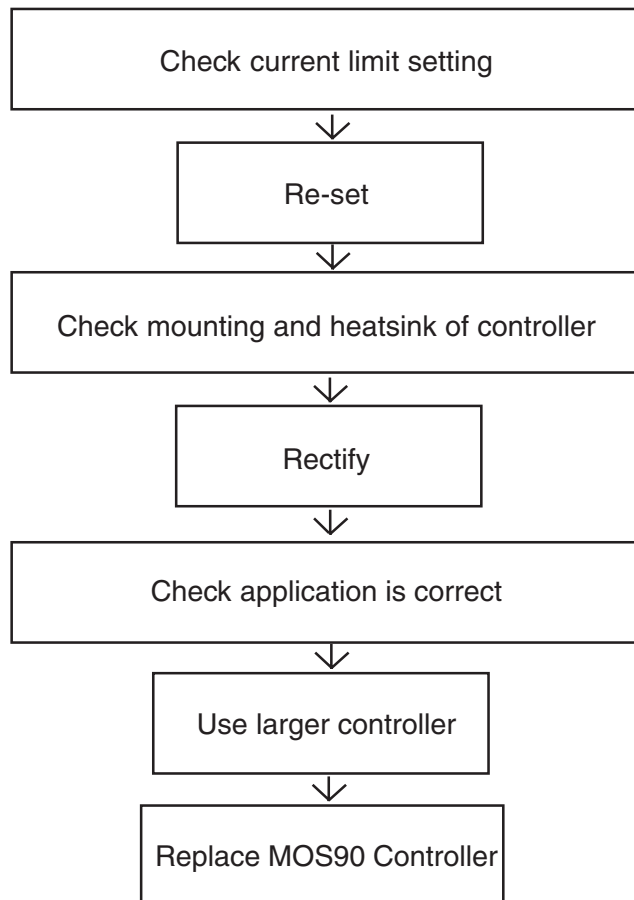 Check current limit setting
Re-set
Check mounting and heatsink of controller
Rectify
Check application is correct
Use larger controller
Replace MOS90 Controller